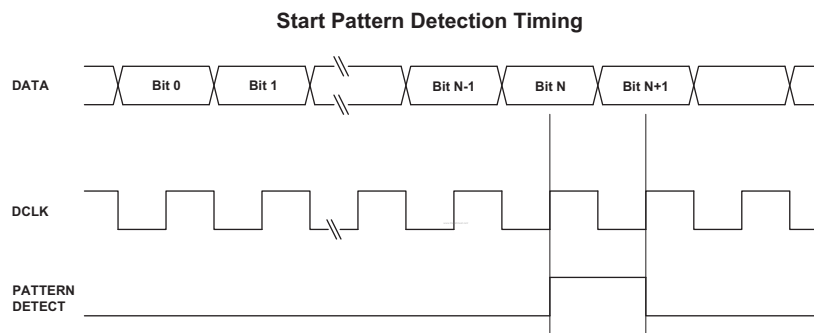 Start Pattern Detection Timing
DATA
Bit 0
Bit 1
Bit N-1
Bit N
Bit N+1
DCLK
PATTERN
DETECT